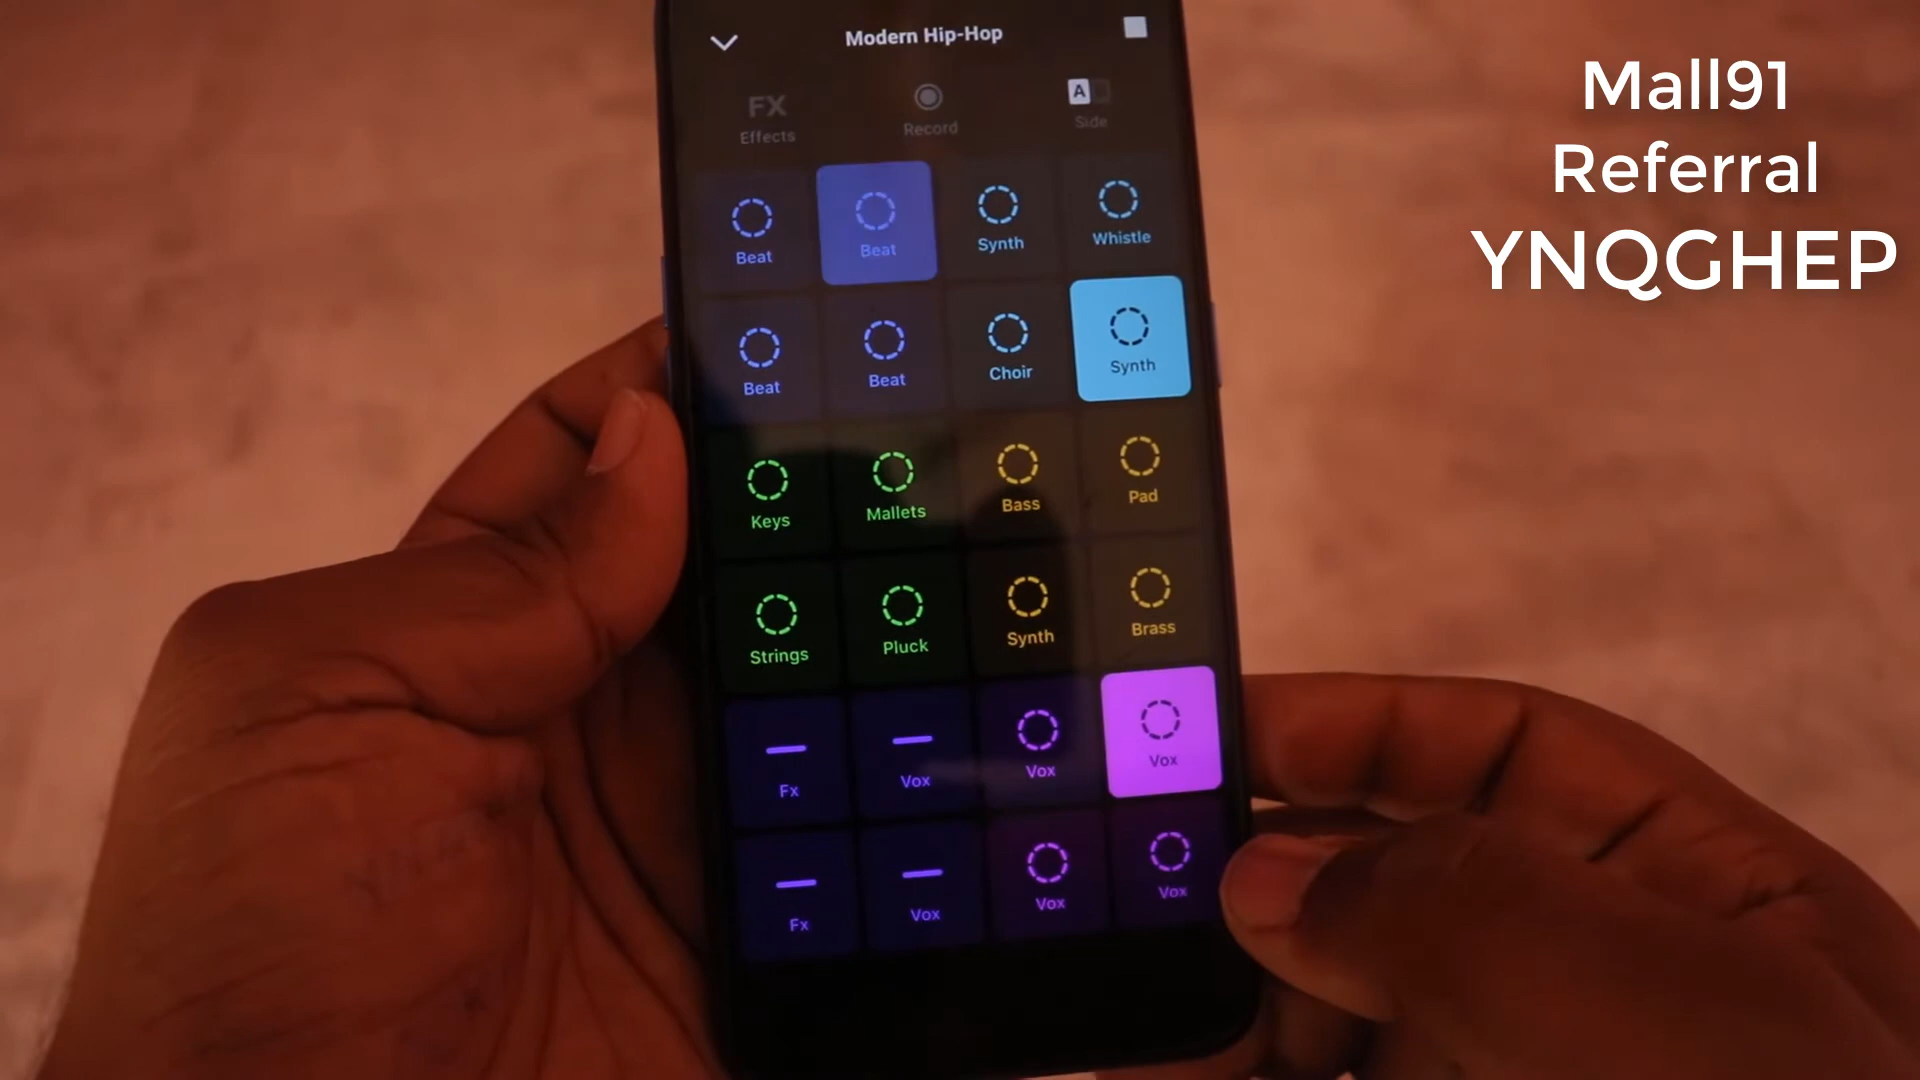 Modern Hip-Hop
FX
Effects
Record
A
Side
Beat
Beat
Synth
Whistle
Beat
Beat
Choir
Synth
Keys
Mallets
Bass
Pad
Strings
Pluck
Synth
Brass
Fx
Vox
Vox
Vox
Fx
Vox
Vox
Vox
Mall91
Referral
YNQGHEP